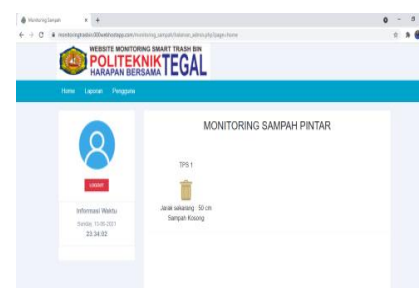 Monitoring Sampah
WEBSITE MONITORING SMART TRASH BIN
POLITEKNIK TEGAL
HARAPAN BERSAMA
Home Laporan Pengguna
MONITORING SAMPAH PINTAR
TPS 1
LOGOUT
Jarak sekarang : 50 cm
Sampah Kosong
Informasi Waktu
22:34:02